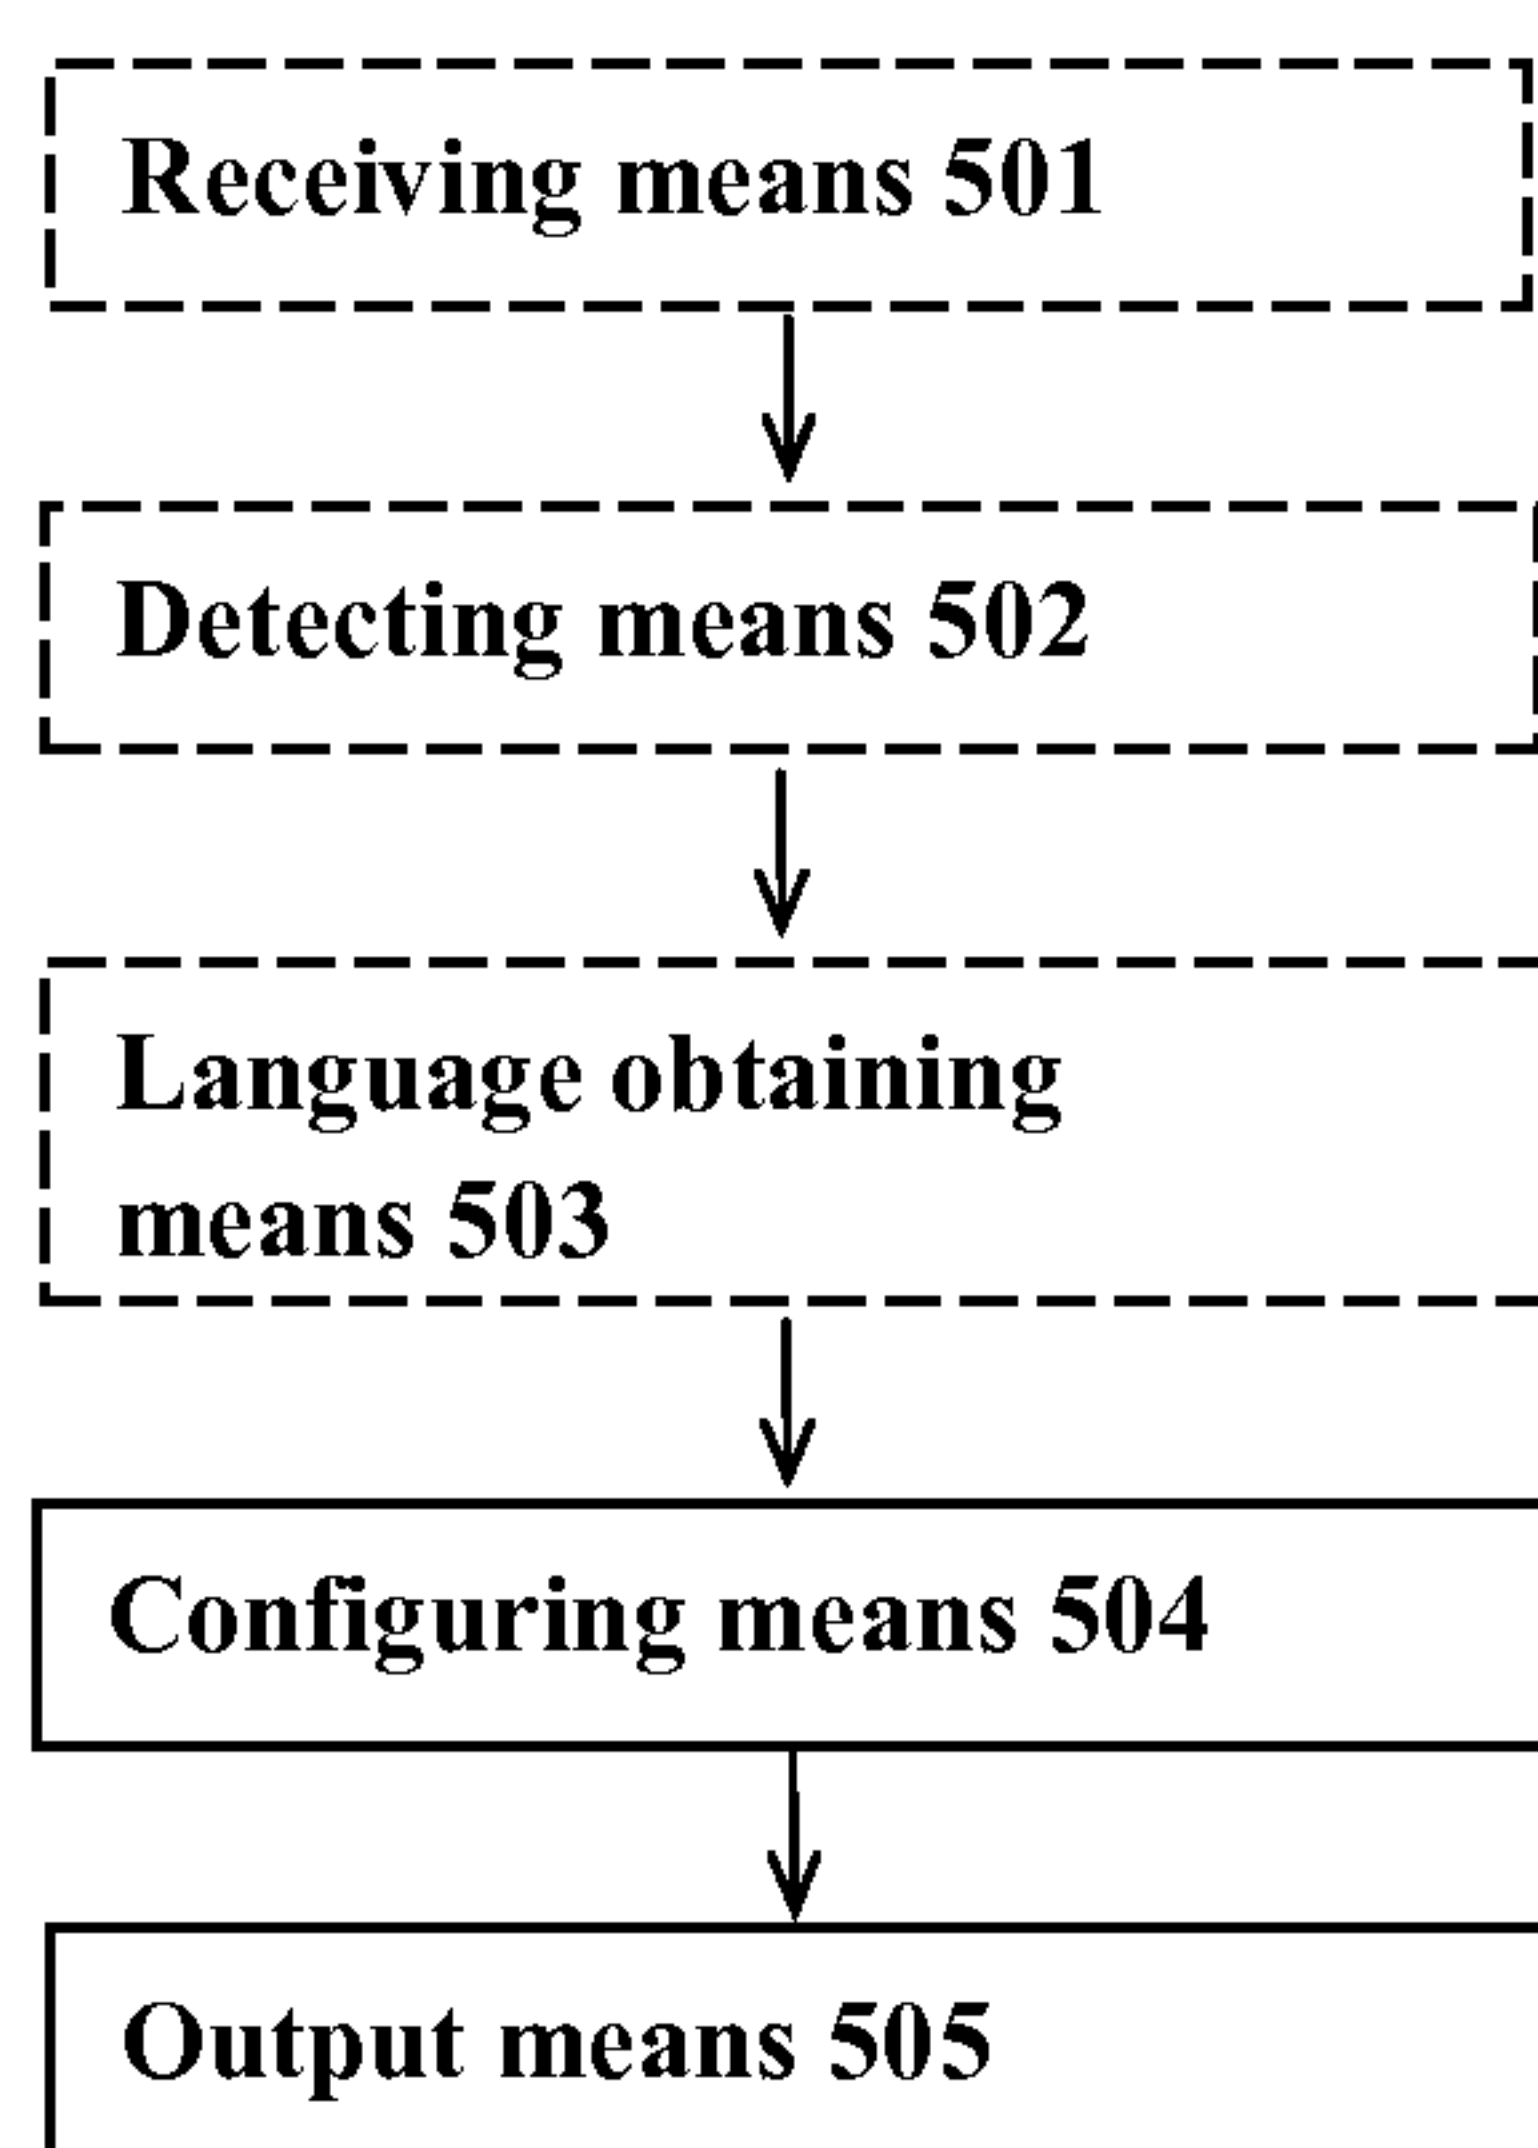 Receiving means 501
Detecting means 502
Language obtaining
means 503
Configuring means 504
Output means 505